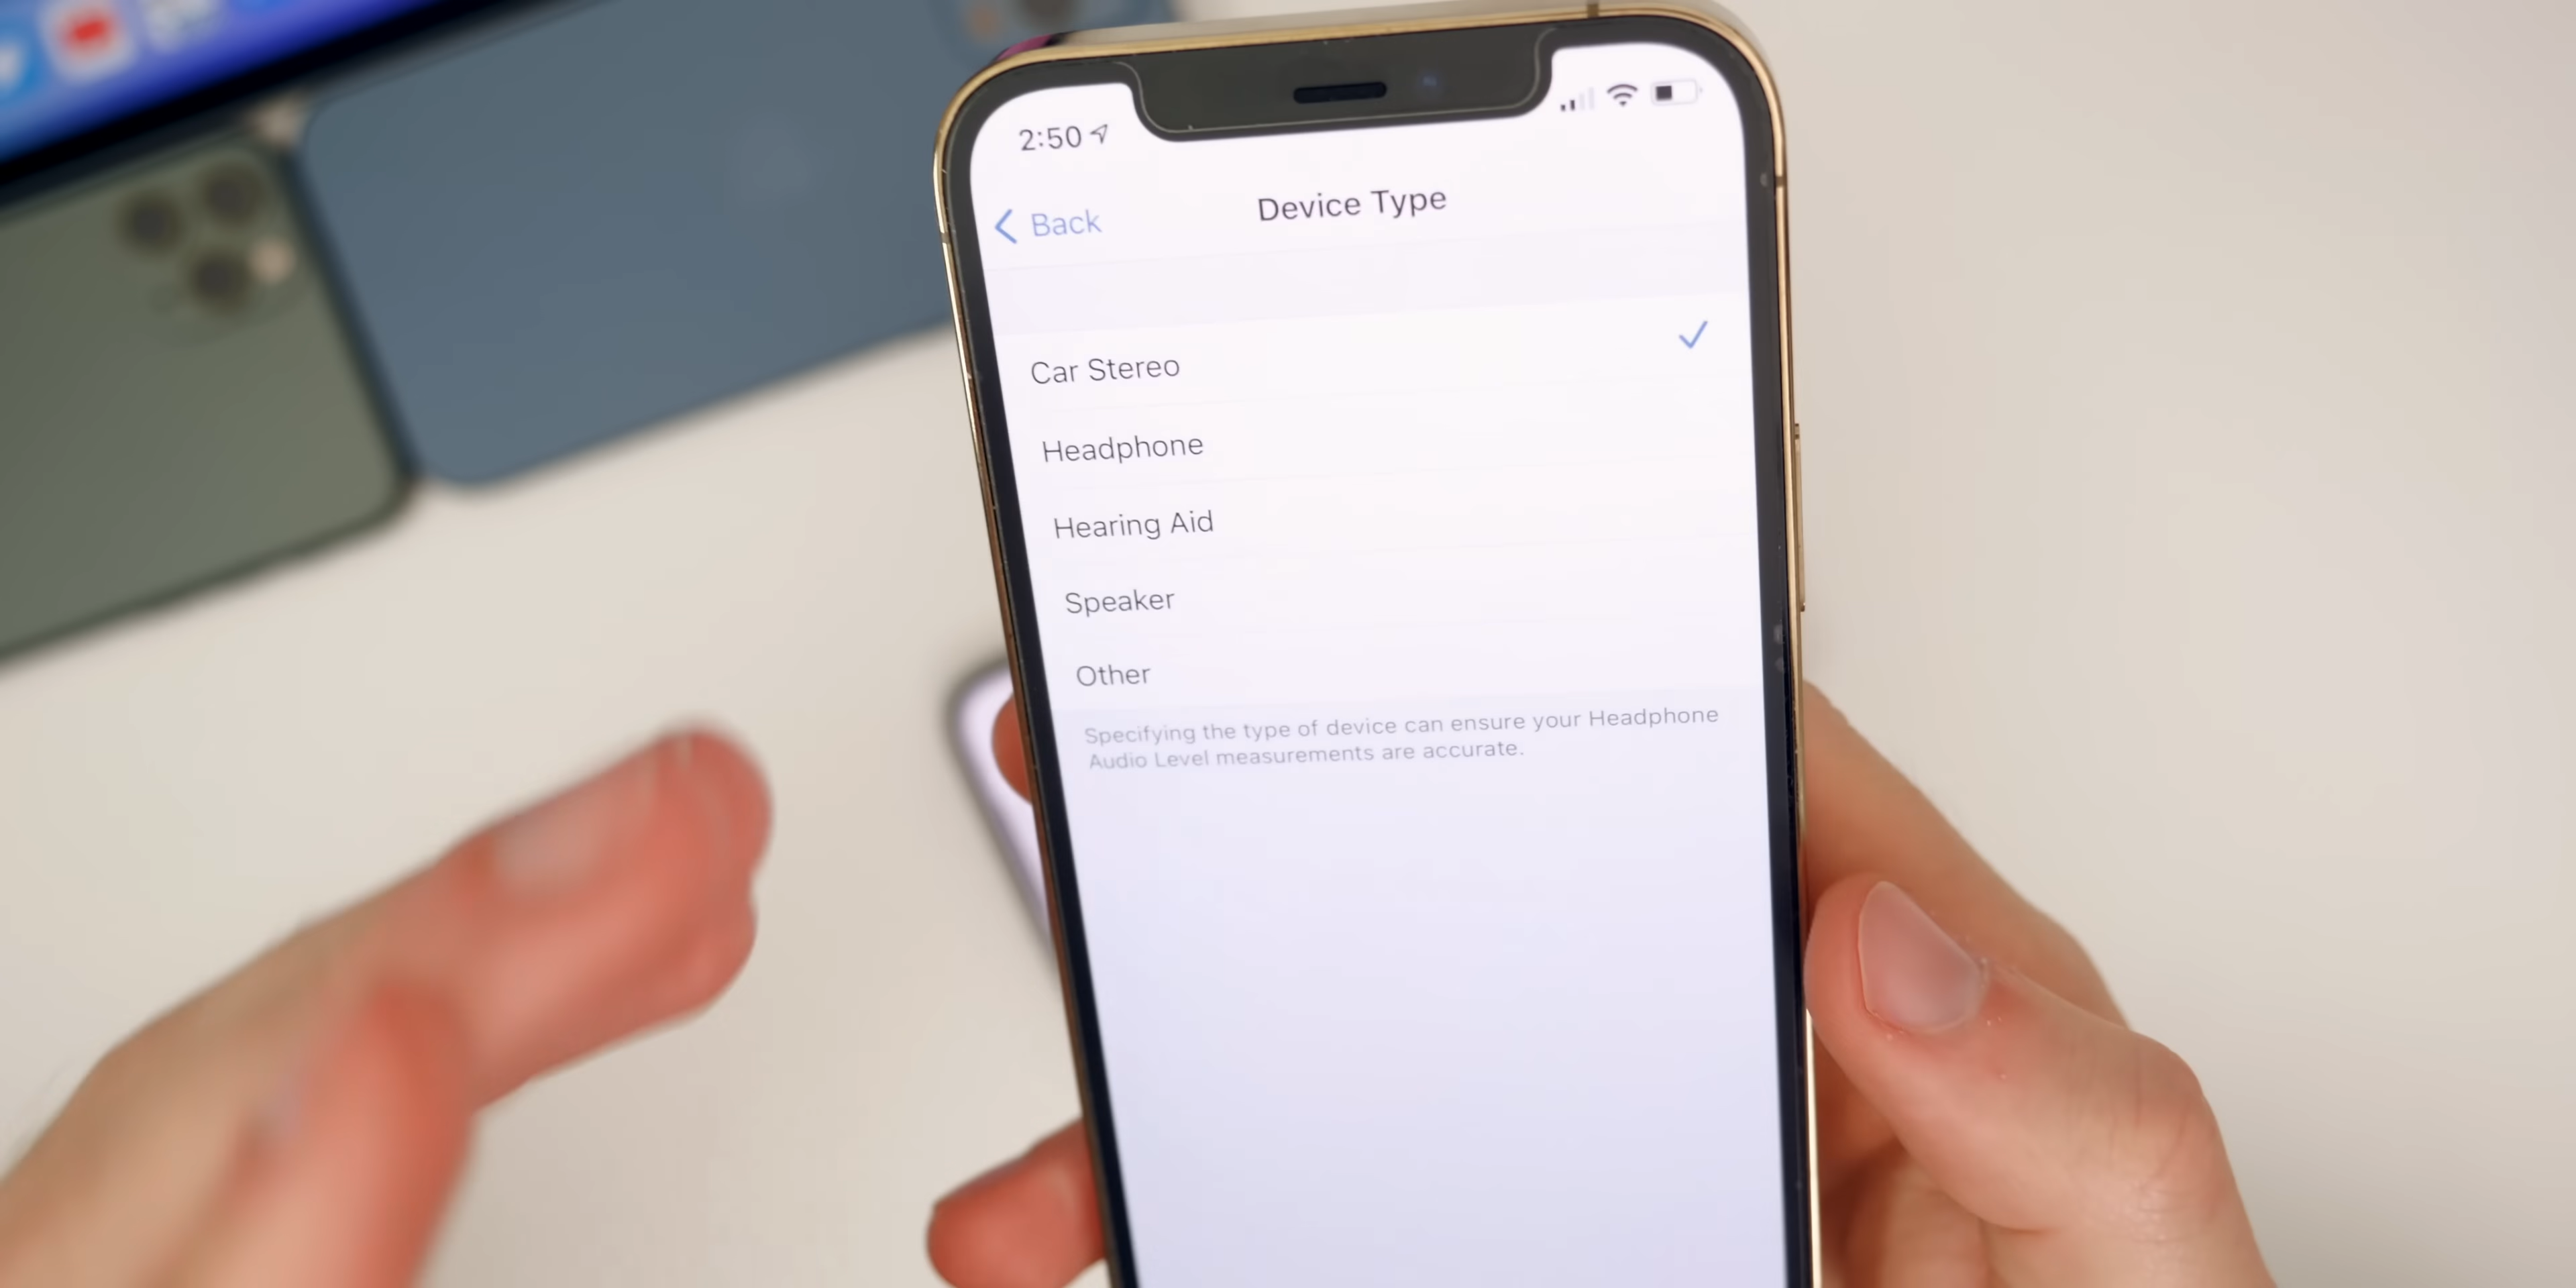 2:50
Back
Device Type
Car Stereo
Headphone
Hearing Aid
Speaker
Other
Specifying the type of device can ensure your Headphone
Audio Level measurements are accurate.